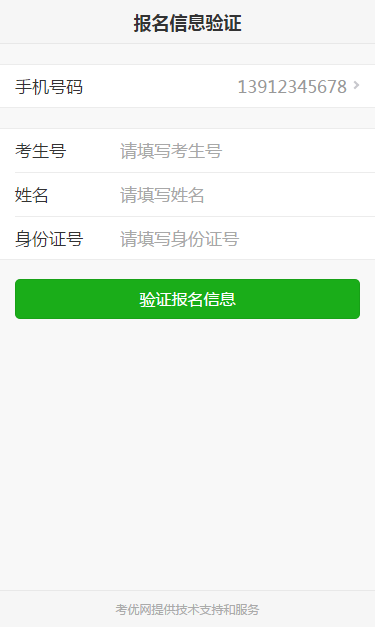 报名信息验证
手机号码 13912345678
考生号 请填写考生号
姓名 请填写姓名
身份证号 请填写身份证号
验证报名信息
考优网提供技术支持和服务